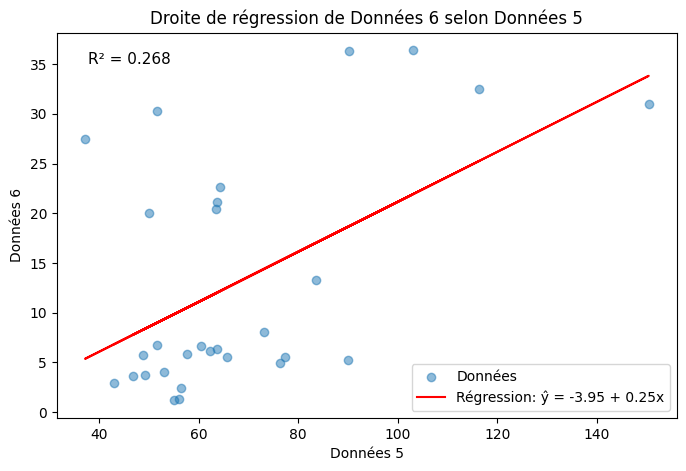 Droite de régression de Données 6 selon Données 5
R² = 0.268
35
30
25
20
15
10
5
0
Données 6
40
60
80
100
120
140
Données 5
Données
Régression: ŷ = -3.95 + 0.25x